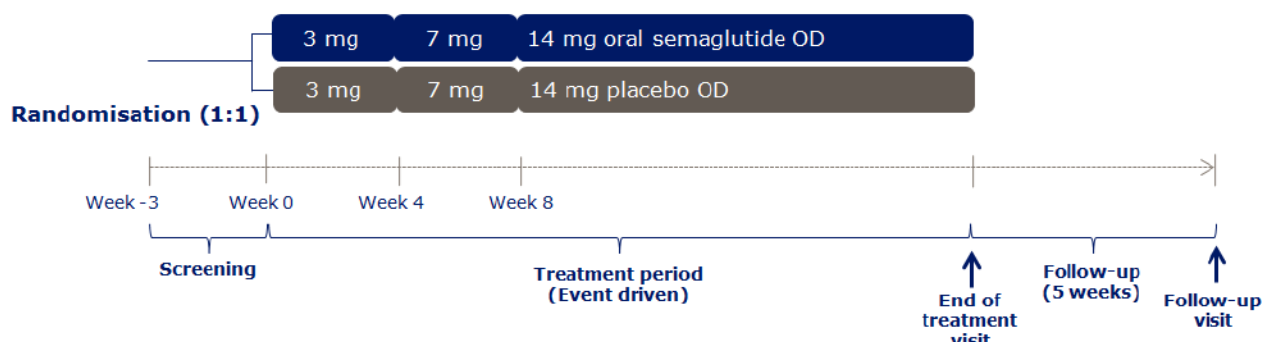 3 mg 7 mg 14 mg oral semaglutide OD
3 mg 7 mg 14 mg placebo OD
Randomisation (1:1)
Week -3 Week 0 Week 4 Week 8
Screening
Treatment period
(Event driven)
End of
treatment
visit
Follow-up
(5 weeks)
Follow-up
visit